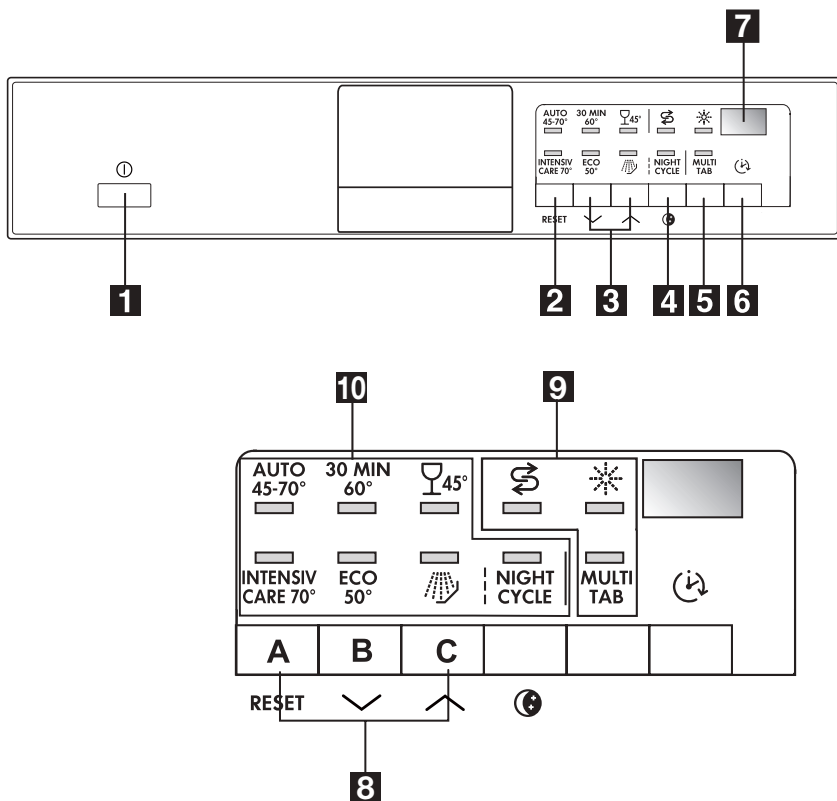 7
AUTO 30 MIN 45°
45-70° 60°
INTENSIV ECO NIGHT MULTI
CARE 70° 50° CYCLE TAB
RESET
1 2 3 4 5 6
10 9
AUTO 30 MIN 45°
45-70° 60°
INTENSIV ECO NIGHT MULTI
CARE 70° 50° CYCLE TAB
A B C
RESET
8